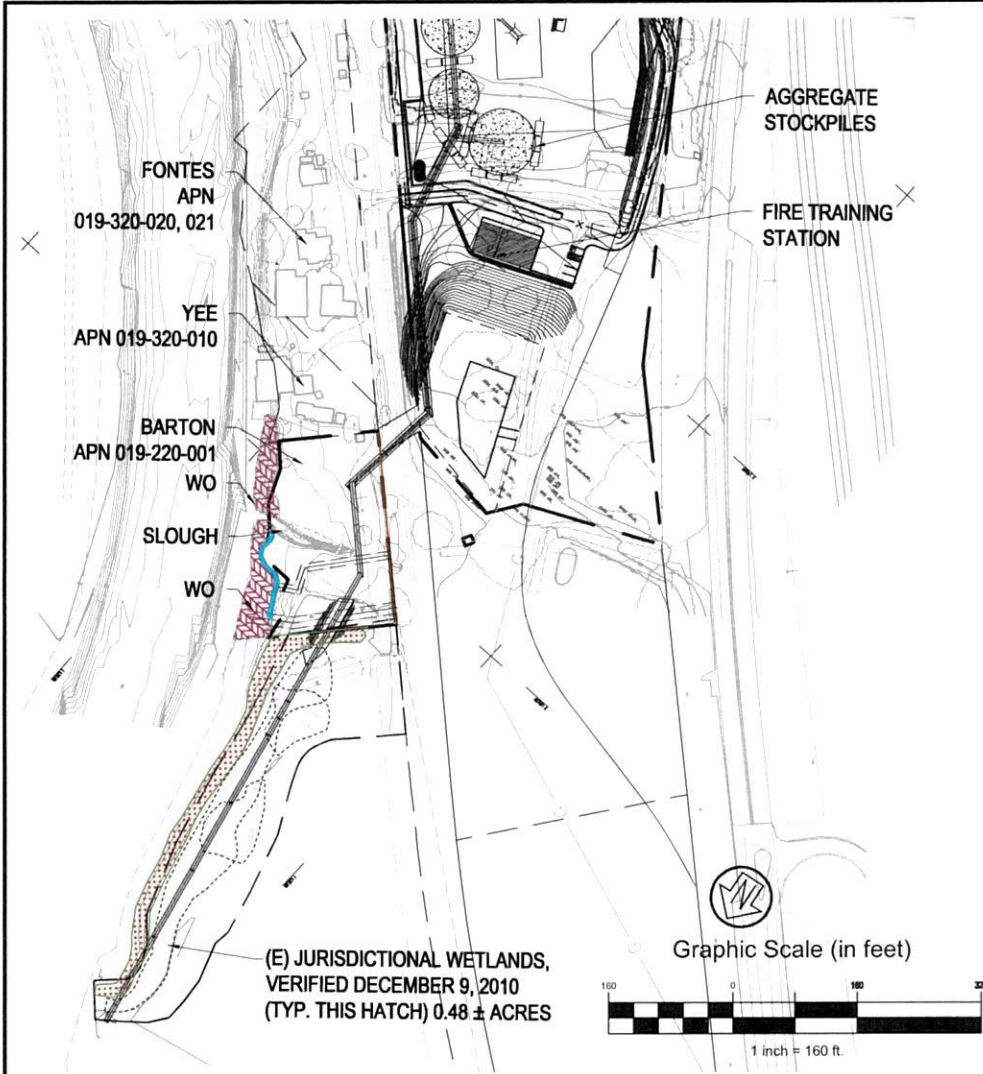 AGGREGATE
STOCKPILES
FONTES
APN
019-320-020, 021
FIRE TRAINING
STATION
YEE
APN 019-320-010
BARTON
APN 019-220-001
WO
SLOUGH
WO
N
(E) JURISDICTIONAL WETLANDS,
VERIFIED DECEMBER 9, 2010
(TYP. THIS HATCH) 0.48 ± ACRES
Graphic Scale (in feet)
160 0 160 32
1 inch = 160 ft.